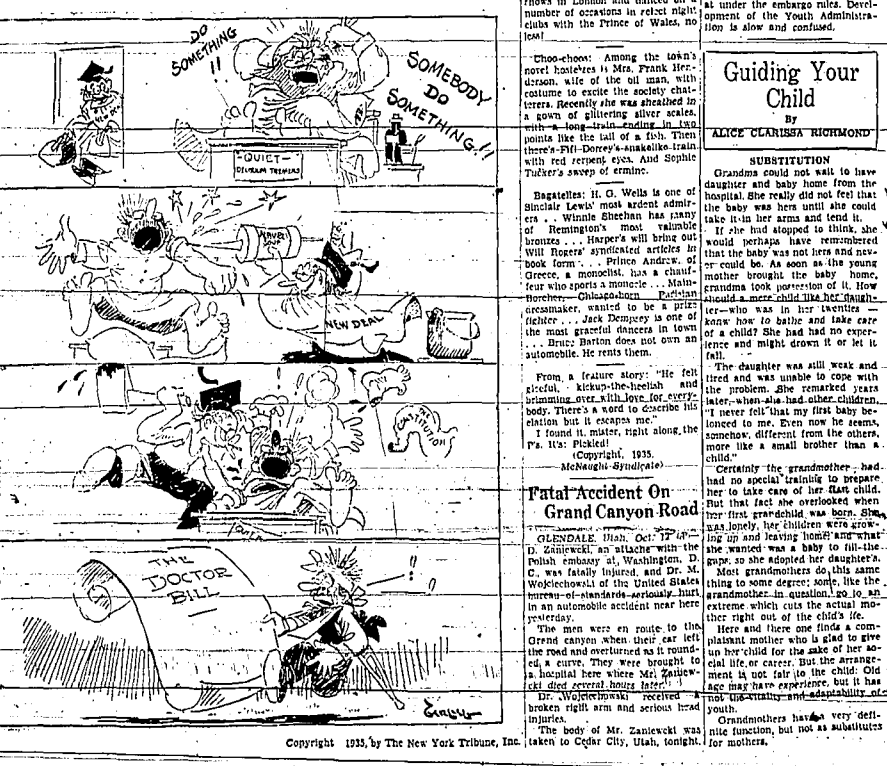 DO
SOMETHING
!!
SOMEBODY
DO
SOMETHING!!
QUIET—
DELIRIUM TREMENS
NEW DEAL
CONSTITUTION
THE
DOCTOR
BILL
!!
Copyright 1935, by The New York Tribune, Inc.
number of occasions in select night
clubs with the Prince of Wales, no
less!
Choo-choos: Among the town's
novel hostesses is Mrs. Frank Hen-
derson, wife of the oil man, with
costume to excite the society chat-
terers. Recently she was sheathed in
a gown of glittering silver scales,
with a long train ending in two
points like the tail of a fish. Then
there's Fifi Dorsey's snakelike train
with red serpent eyes. And Sophie
Tucker's sweep of ermine.
Bagatelles: H. G. Wells is one of
Sinclair Lewis' most ardent admir-
ers . . . Winnie Sheehan has many
of Remington's most valuable
bronzes . . . Harper's will bring out
Will Rogers' syndicated articles in
book form . . . Prince Andrew, of
Greece, a monoclist, has a chauf-
feur who sports a monocle . . . Main-
Borcher, Chicago-born Parisian
dressmaker, wanted to be a prize
fighter . . . Jack Dempsey is one of
the most graceful dancers in town
. . . Bruce Barton does not own an
automobile. He rents them.
From a feature story: "He felt
gleeful, kickup-the-heelish and
brimming over with love for every-
body. There's a word to describe his
elation but it escapes me."
I found it, mister, right along the
P's. It's: Pickled!
(Copyright, 1935,
McNaught Syndicate)
Fatal Accident On
Grand Canyon Road
GLENDALE, Utah, Oct. 17
D. Zaniewcki, an attache with the
Polish embassy at Washington, D.
C., was fatally injured, and Dr. M.
Wojciechowski of the United States
bureau of standards seriously hurt
in an automobile accident near here
yesterday.
The men were en route to the
Grand canyon when their car left
the road and overturned as it round-
ed a curve. They were brought to
a hospital here where Mr. Zaniew-
cki died several hours later.
Dr. Wojciechowski received a
broken right arm and serious head
injuries.
The body of Mr. Zaniewcki was
taken to Cedar City, Utah, tonight.
at under the embargo rules. Devel-
opment of the Youth Administra-
tion is slow and confused.
Guiding Your
Child
By
ALICE CLARISSA RICHMOND
SUBSTITUTION
Grandma could not wait to have
daughter and baby home from the
hospital. She really did not feel that
the baby was hers until she could
take it in her arms and tend it.
If she had stopped to think, she
would perhaps have remembered
that the baby was not hers and nev-
er could be. As soon as the young
mother brought the baby home,
grandma took possession of it. How
should a mere child like her daugh-
ter—who was in her twenties—
know how to bathe and take care
of a child? She had had no exper-
ience and might drown it or let it
fall.
The daughter was still weak and
tired and was unable to cope with
the problem. She remarked years
later, when she had other children,
"I never felt that my first baby be-
longed to me. Even now he seems,
somehow, different from the others,
more like a small brother than a
child."
Certainly the grandmother had
had no special training to prepare
her to take care of her first child.
But that fact she overlooked when
her first grandchild was born. She
was lonely, her children were grow-
ing up and leaving home and what
she wanted was a baby to fill the
gaps, so she adopted her daughter's.
Most grandmothers do this same
thing to some degree; some, like the
grandmother in question, go to an
extreme which cuts the actual mo-
ther right out of the child's life.
Here and there one finds a com-
plaisant mother who is glad to give
up her child for the sake of her so-
cial life or career. But the arrange-
ment is not fair to the child: Old
age may have experience, but it has
not the vitality and adaptability of
youth.
Grandmothers have a very defi-
nite function, but not as substitutes
for mothers.